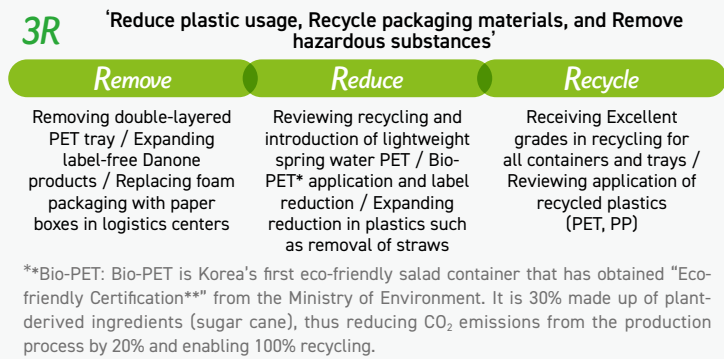 3R
‘Reduce plastic usage, Recycle packaging materials, and Remove
hazardous substances’
Remove
Reduce
Recycle
Removing double-layered
PET tray / Expanding
label-free Danone
products / Replacing foam
packaging with paper
boxes in logistics centers
Reviewing recycling and
introduction of lightweight
spring water PET / Bio-
PET* application and label
reduction / Expanding
reduction in plastics such
as removal of straws
Receiving Excellent
grades in recycling for
all containers and trays /
Reviewing application of
recycled plastics
(PET, PP)
**Bio-PET: Bio-PET is Korea’s first eco-friendly salad container that has obtained “Eco-
friendly Certification**” from the Ministry of Environment. It is 30% made up of plant-
derived ingredients (sugar cane), thus reducing CO₂ emissions from the production
process by 20% and enabling 100% recycling.